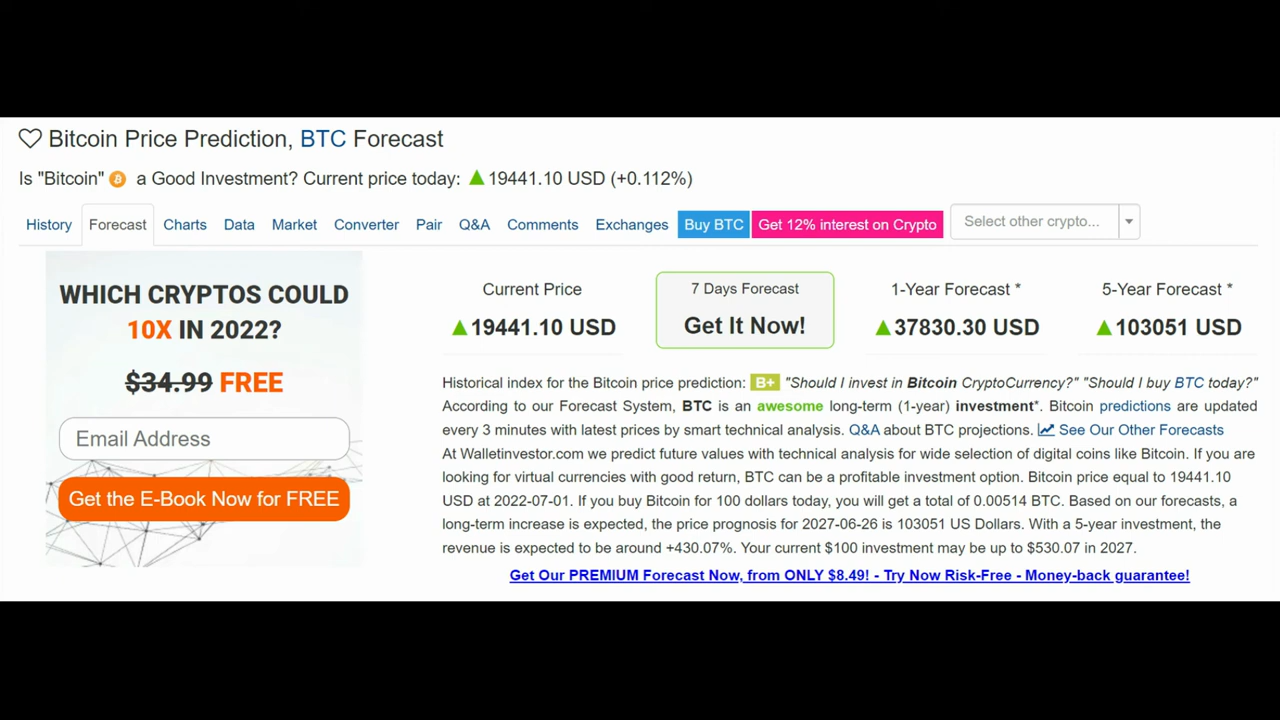 Bitcoin Price Prediction, BTC Forecast
Is "Bitcoin" a Good Investment? Current price today: 19441.10 USD (+0.112%)
History Forecast Charts Data Market Converter Pair Q&A Comments Exchanges Buy BTC Get 12% interest on Crypto Select other crypto...
WHICH CRYPTOS COULD
10X IN 2022?
$34.99 FREE
Email Address
Get the E-Book Now for FREE
Current Price
19441.10 USD
7 Days Forecast
Get It Now!
1-Year Forecast *
37830.30 USD
5-Year Forecast *
103051 USD
Historical index for the Bitcoin price prediction: B+ "Should I invest in Bitcoin CryptoCurrency?" "Should I buy BTC today?"
According to our Forecast System, BTC is an awesome long-term (1-year) investment*. Bitcoin predictions are updated
every 3 minutes with latest prices by smart technical analysis. Q&A about BTC projections. See Our Other Forecasts
At Walletinvestor.com we predict future values with technical analysis for wide selection of digital coins like Bitcoin. If you are
looking for virtual currencies with good return, BTC can be a profitable investment option. Bitcoin price equal to 19441.10
USD at 2022-07-01. If you buy Bitcoin for 100 dollars today, you will get a total of 0.00514 BTC. Based on our forecasts, a
long-term increase is expected, the price prognosis for 2027-06-26 is 103051 US Dollars. With a 5-year investment, the
revenue is expected to be around +430.07%. Your current $100 investment may be up to $530.07 in 2027.
Get Our PREMIUM Forecast Now, from ONLY $8.49! - Try Now Risk-Free - Money-back guarantee!